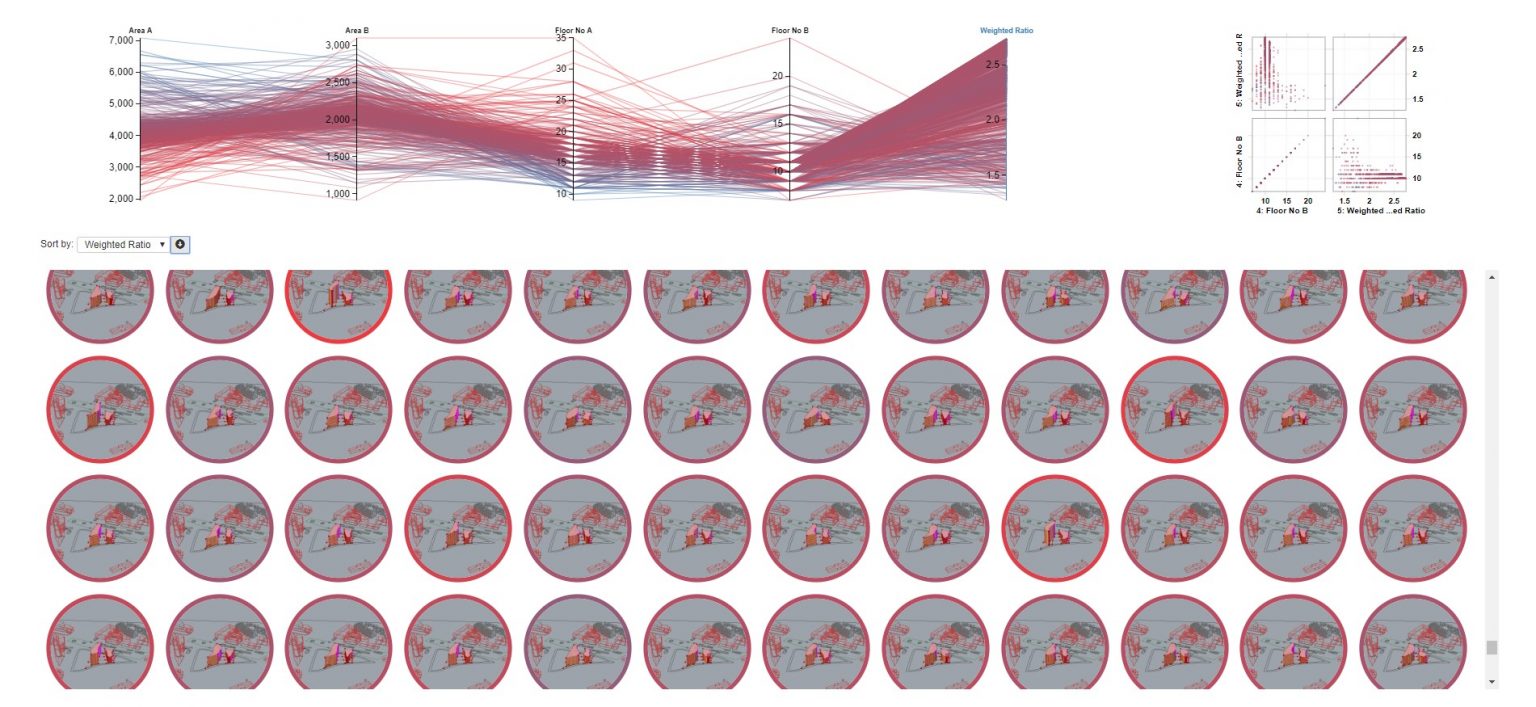 Area A
Area B
Floor No A
Floor No B
Weighted Ratio
7,000
6,000
5,000
4,000
3,000
2,000
3,000
2,500
2,000
1,500
1,000
35
30
25
20
15
10
20
15
10
2.5
2.0
1.5
5: Weighted ...ed R
2.5
2
1.5
4: Floor No B
20
15
10
10 15 20
1.5 2 2.5
4: Floor No B
5: Weighted ...ed Ratio
Sort by: Weighted Ratio